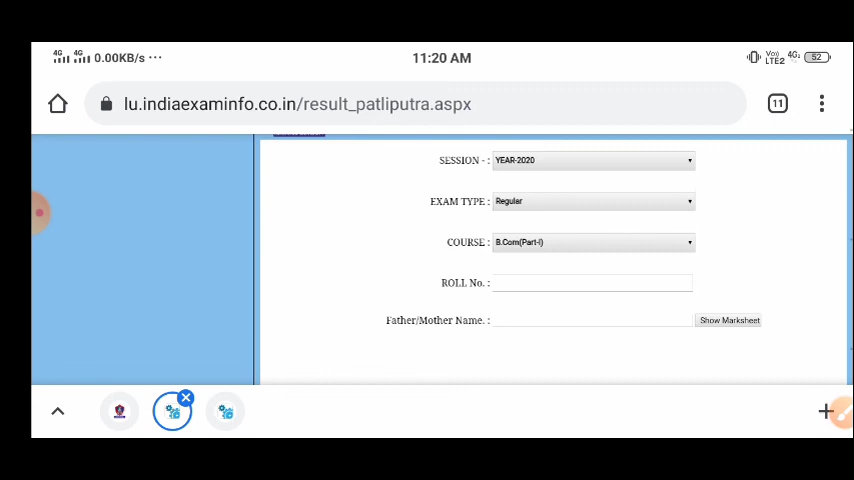 4G 4G 0.00KB/s ··· 11:20 AM Vo) LTE2 4G 52
lu.indiaexaminfo.co.in/result_patliputra.aspx 11
SESSION - : YEAR-2020
EXAM TYPE : Regular
COURSE : B.Com(Part-I)
ROLL No. :
Father/Mother Name. : Show Marksheet